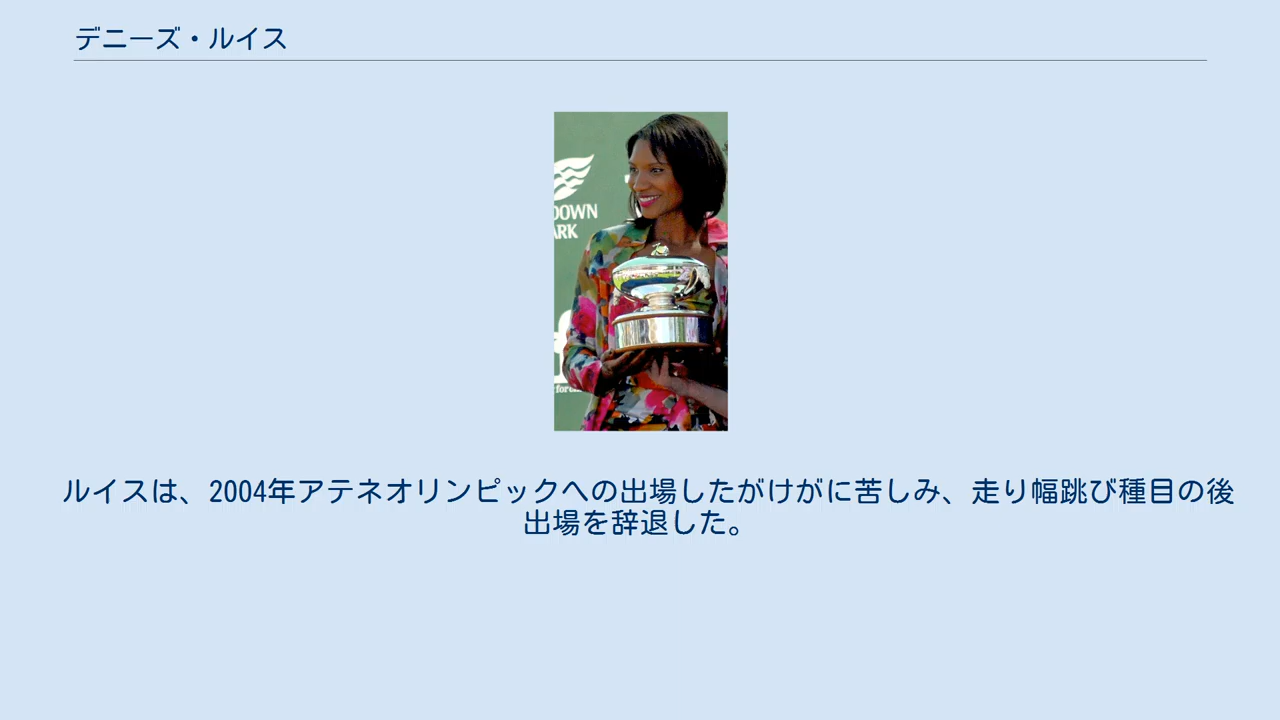 デニーズ・ルイス
DOWN
ARK
ルイスは、2004年アテネオリンピックへの出場したがけがに苦しみ、走り幅跳び種目の後
出場を辞退した。